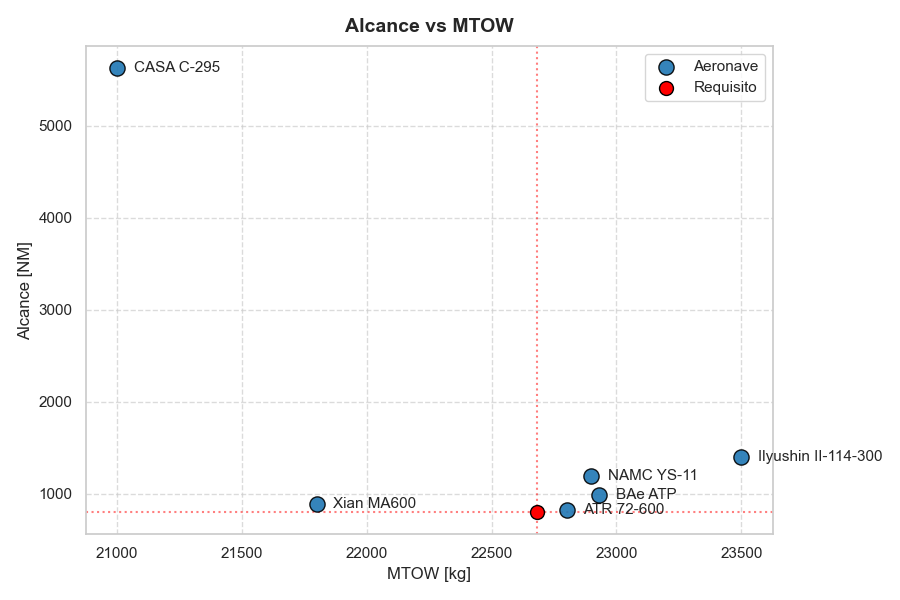 Alcance vs MTOW
CASA C-295
Aeronave
Requisito
5000
4000
3000
2000
1000
Alcance [NM]
Ilyushin II-114-300
NAMC YS-11
BAe ATP
Xian MA600
ATR 72-600
21000
21500
22000
22500
23000
23500
MTOW [kg]